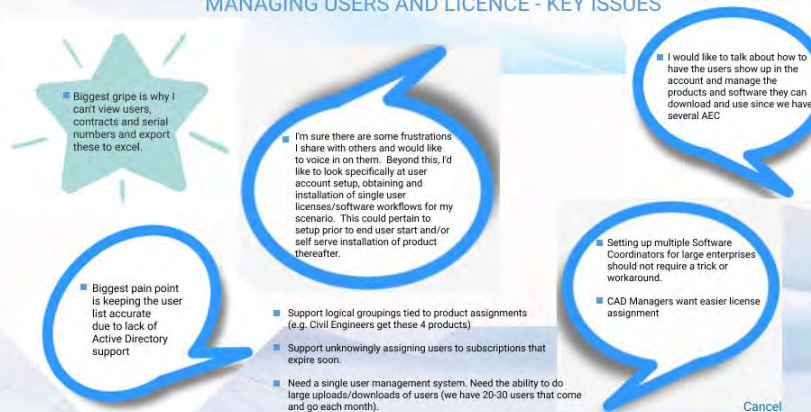 MANAGING USERS AND LICENCE - KEY ISSUES
Biggest gripe is why I
can't view users,
contracts and serial
numbers and export
these to excel.
I'm sure there are some frustrations
I share with others and would like
to voice in on them. Beyond this, I'd
like to look specifically at user
account setup, obtaining and
installation of single user
licenses/software workflows for my
scenario. This could pertain to
setup prior to end user start and/or
self serve installation of product
thereafter.
I would like to talk about how to
have the users show up in the
account and manage the
products and software they can
download and use since we have
several AEC
Biggest pain point
is keeping the user
list accurate
due to lack of
Active Directory
support
Support logical groupings tied to product assignments
(e.g. Civil Engineers get these 4 products)
Support unknowingly assigning users to subscriptions that
expire soon.
Need a single user management system. Need the ability to do
large uploads/downloads of users (we have 20-30 users that come
and go each month).
Setting up multiple Software
Coordinators for large enterprises
should not require a trick or
workaround.
CAD Managers want easier license
assignment
Cancel